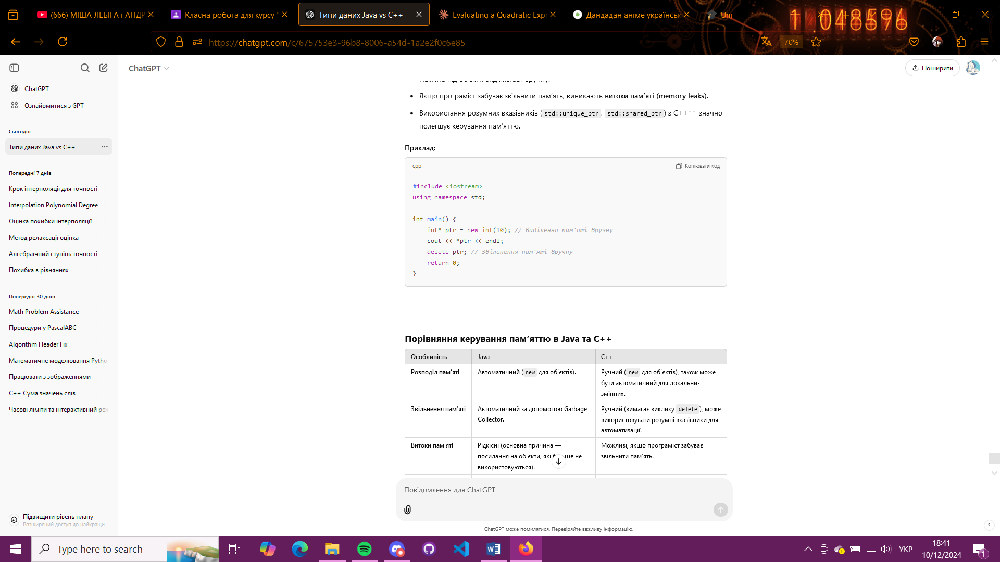 (666) МІША ЛЕБІГА і АНДР
Класна робота для курсу "
Типи даних Java vs C++
Evaluating a Quadratic Expr
Дандадан аніме українськ
Uni
https://chatgpt.com/c/675753e3-96b8-8006-a54d-1a2e2f0c6e85
70%
ChatGPT
Поширити
ChatGPT
Ознайомитися з GPT
Сьогодні
Типи даних Java vs C++
Попередні 7 днів
Крок інтерполяції для точності
Interpolation Polynomial Degree
Оцінка похибки інтерполяції
Метод релаксації оцінка
Алгебраїчний ступінь точності
Похибка в рівняннях
Попередні 30 днів
Math Problem Assistance
Процедури у PascalABC
Algorithm Header Fix
Математичне моделювання Pytho
Працювати з зображеннями
C++ Сума значень слів
Часові ліміти та інтерактивний реж
Підвищити рівень плану
Розширений доступ до найкращи...
Пам'ять під об'єкти виділяється вручну.
Якщо програміст забуває звільнити пам'ять, виникають витоки пам'яті (memory leaks).
Використання розумних вказівників (std::unique_ptr, std::shared_ptr) з C++11 значно
полегшує керування пам'яттю.
Приклад:
cpp
Копіювати код
#include <iostream>
using namespace std;
int main() {
int* ptr = new int(10); // Виділення пам'яті вручну
cout << *ptr << endl;
delete ptr; // Звільнення пам'яті вручну
return 0;
}
Порівняння керування пам'яттю в Java та C++
Особливість
Java
C++
Розподіл пам'яті
Автоматичний (new для об'єктів).
Ручний (new для об'єктів), також може
бути автоматичний для локальних
змінних.
Звільнення пам'яті
Автоматичний за допомогою Garbage
Collector.
Ручний (вимагає виклику delete), може
використовувати розумні вказівники для
автоматизації.
Витоки пам'яті
Рідкісні (основна причина —
посилання на об'єкти, які більше не
використовуються).
Можливі, якщо програміст забуває
звільнити пам'ять.
Повідомлення для ChatGPT
ChatGPT може помилятися. Перевіряйте важливу інформацію.
?
Type here to search
УКР
18:41
10/12/2024
1